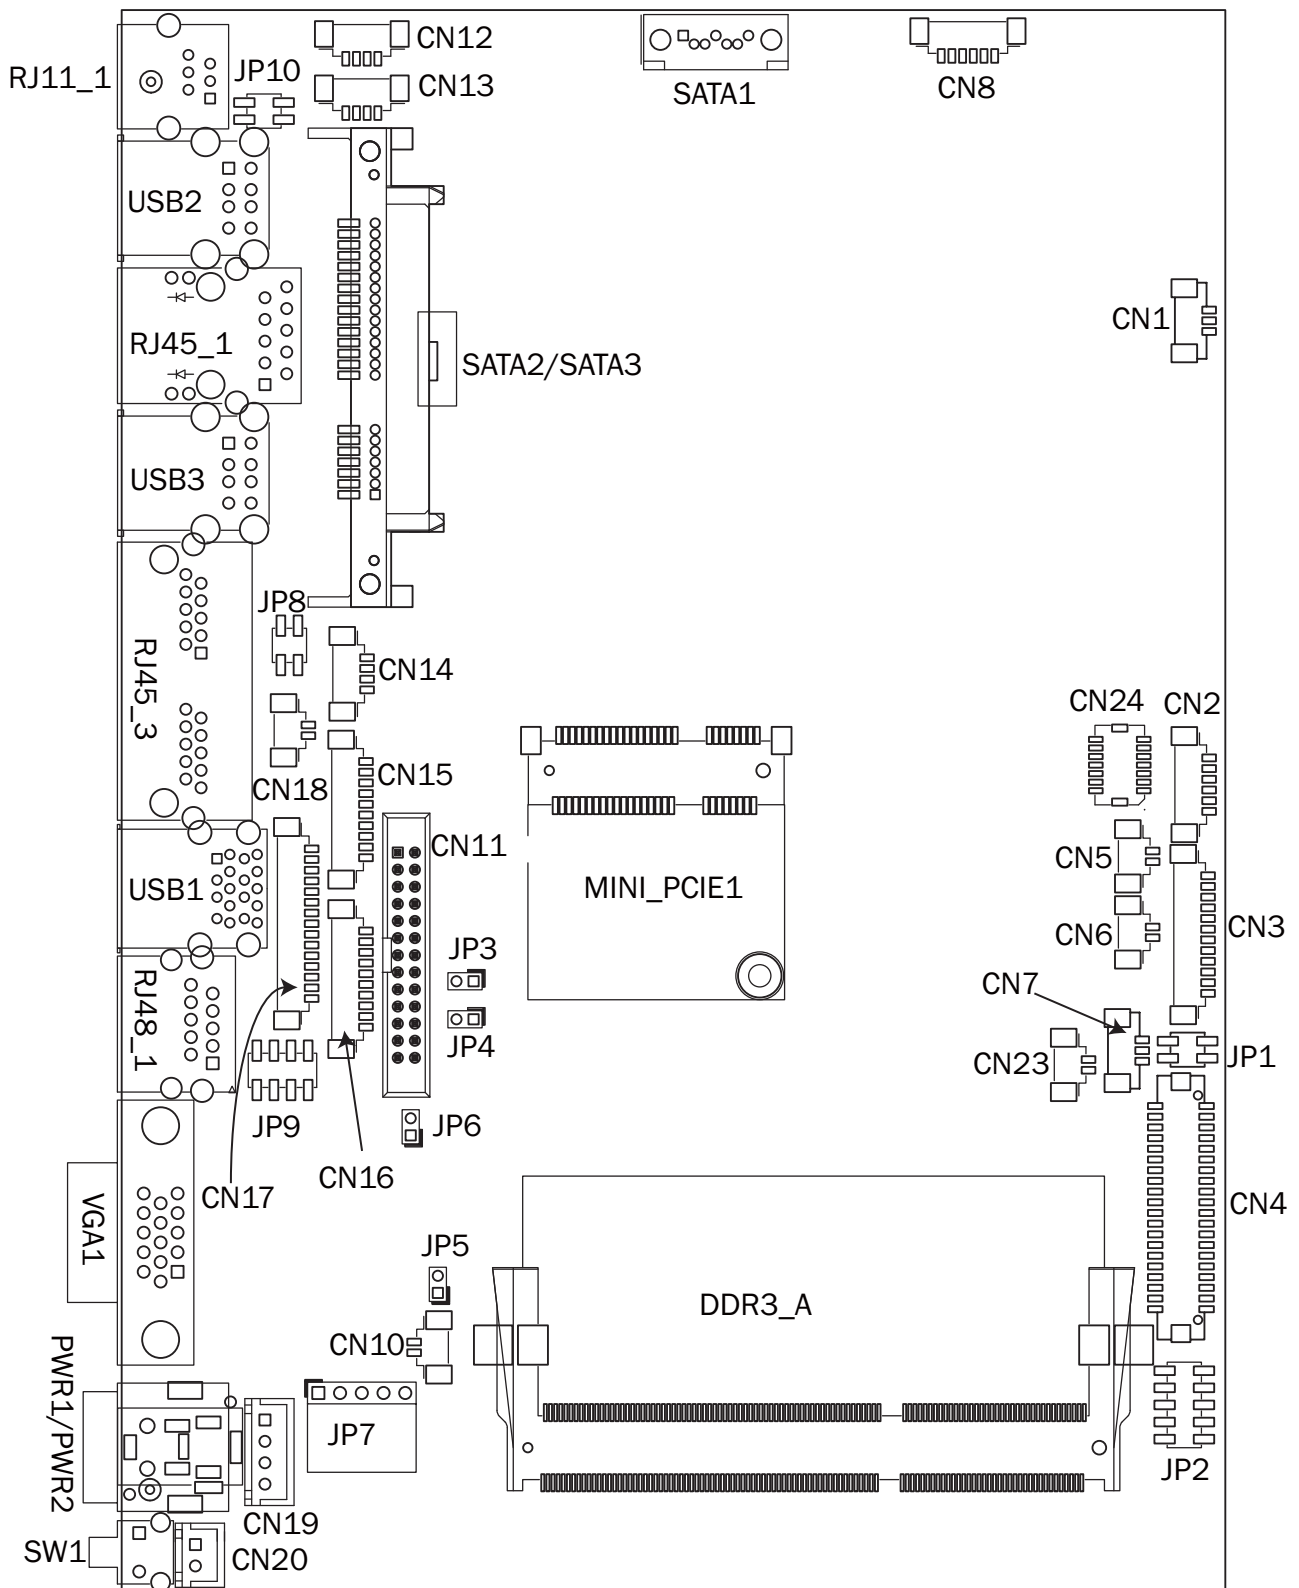 CN12
RJ11_1
JP10
CN13
SATA1
CN8
USB2
CN1
RJ45_1
SATA2/SATA3
USB3
JP8
RJ45_3
CN14
CN24
CN2
CN18
CN15
CN11
CN5
USB1
MINI_PCIE1
CN6
CN3
JP3
CN7
RJ48_1
JP4
CN23
JP1
JP9
JP6
CN16
CN17
VGA1
CN4
JP5
DDR3_A
CN10
PWR1/PWR2
JP7
JP2
CN19
SW1
CN20